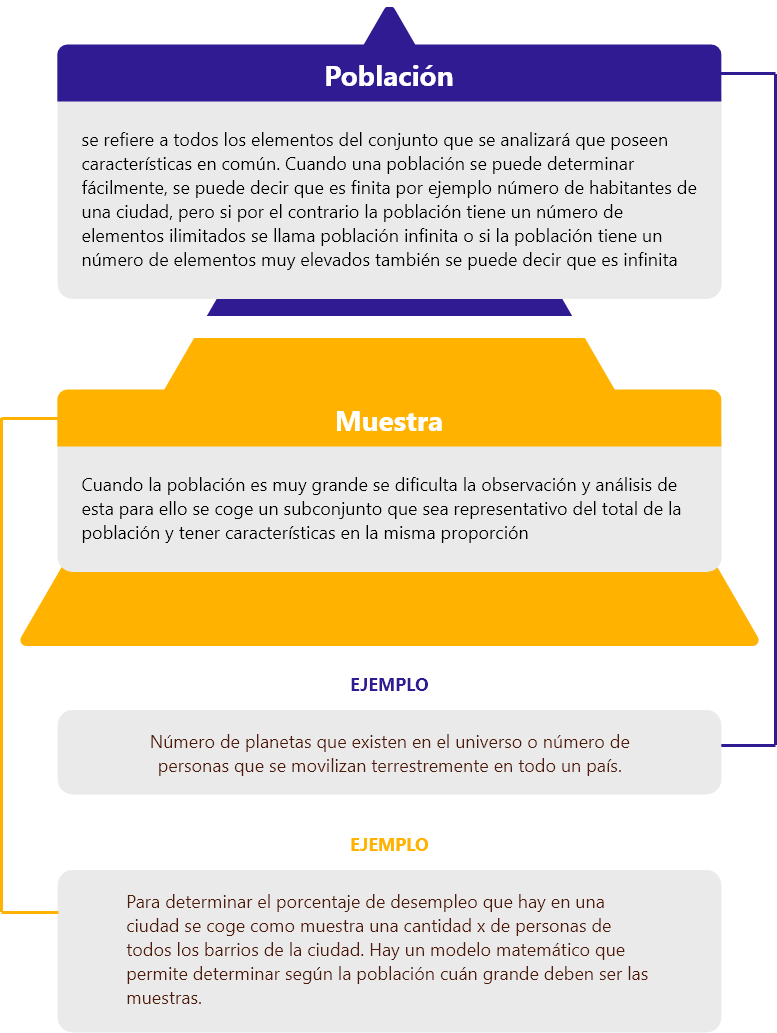 Población
se refiere a todos los elementos del conjunto que se analizará que poseen
características en común. Cuando una población se puede determinar
fácilmente, se puede decir que es finita por ejemplo número de habitantes de
una ciudad, pero si por el contrario la población tiene un número de
elementos ilimitados se llama población infinita o si la población tiene un
número de elementos muy elevados también se puede decir que es infinita
Muestra
Cuando la población es muy grande se dificulta la observación y análisis de
esta para ello se coge un subconjunto que sea representativo del total de la
población y tener características en la misma proporción
EJEMPLO
Número de planetas que existen en el universo o número de
personas que se movilizan terrestremente en todo un país.
EJEMPLO
Para determinar el porcentaje de desempleo que hay en una
ciudad se coge como muestra una cantidad x de personas de
todos los barrios de la ciudad. Hay un modelo matemático que
permite determinar según la población cuán grande deben ser las
muestras.